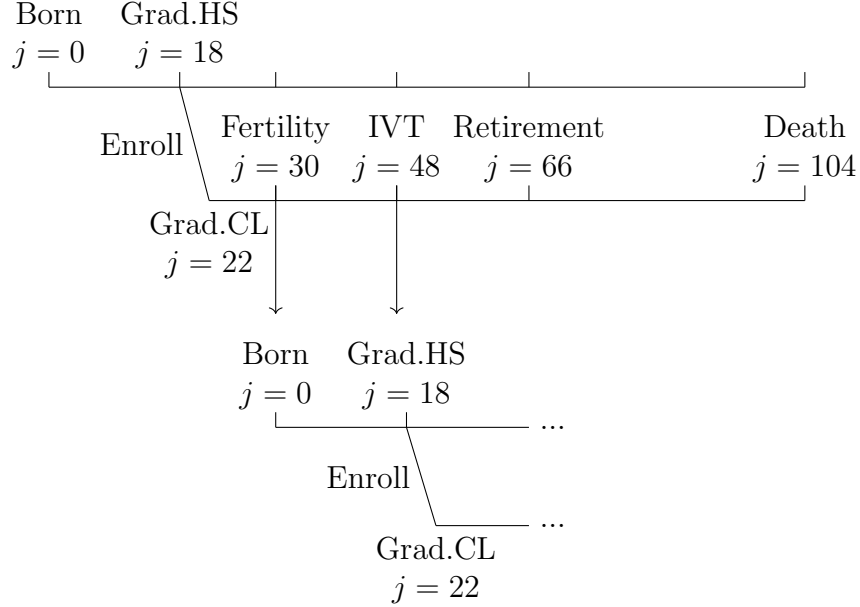 Born Grad.HS
j = 0 j = 18
Enroll
Fertility IVT Retirement Death
j = 30 j = 48 j = 66 j = 104
Grad.CL
j = 22
Born Grad.HS
j = 0 j = 18
...
Enroll
...
Grad.CL
j = 22